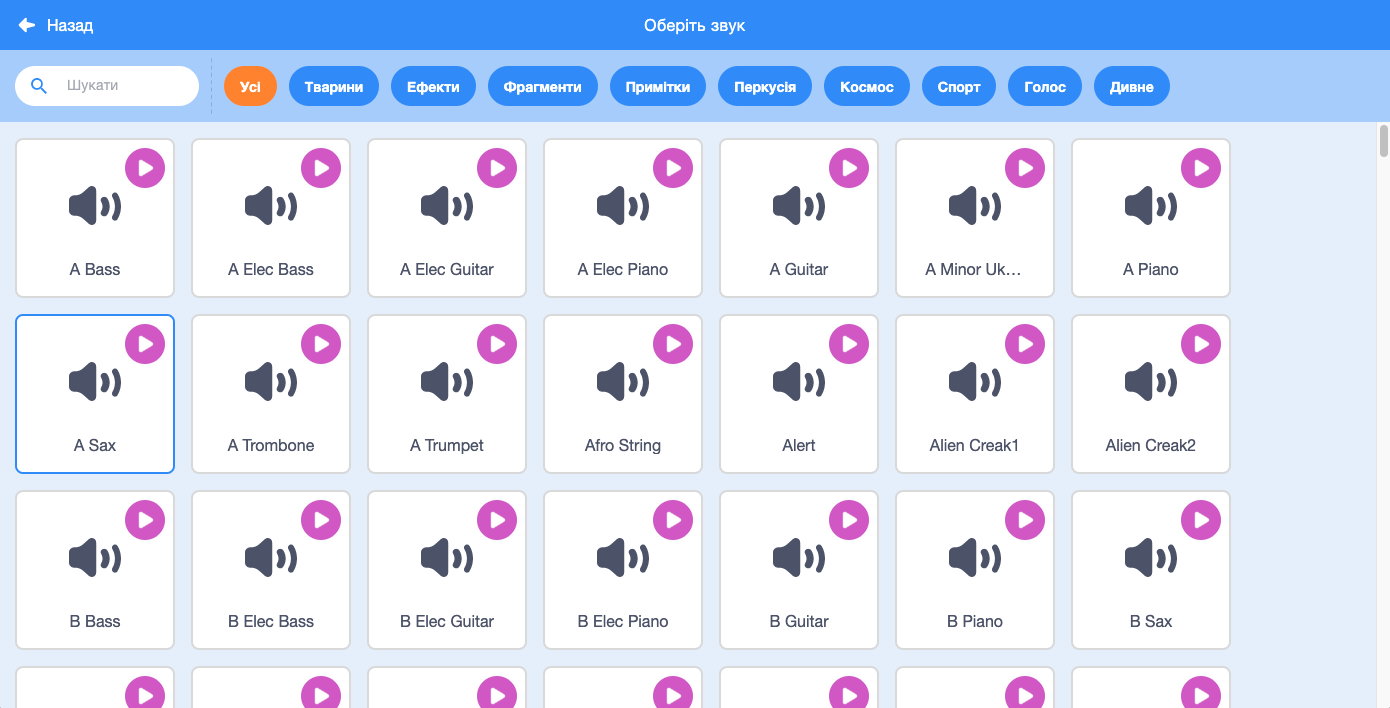 Назад
Оберіть звук
Шукати
Усі
Тварини
Ефекти
Фрагменти
Примітки
Перкусія
Космос
Спорт
Голос
Дивне
A Bass
A Elec Bass
A Elec Guitar
A Elec Piano
A Guitar
A Minor Uk...
A Piano
A Sax
A Trombone
A Trumpet
Afro String
Alert
Alien Creak1
Alien Creak2
B Bass
B Elec Bass
B Elec Guitar
B Elec Piano
B Guitar
B Piano
B Sax